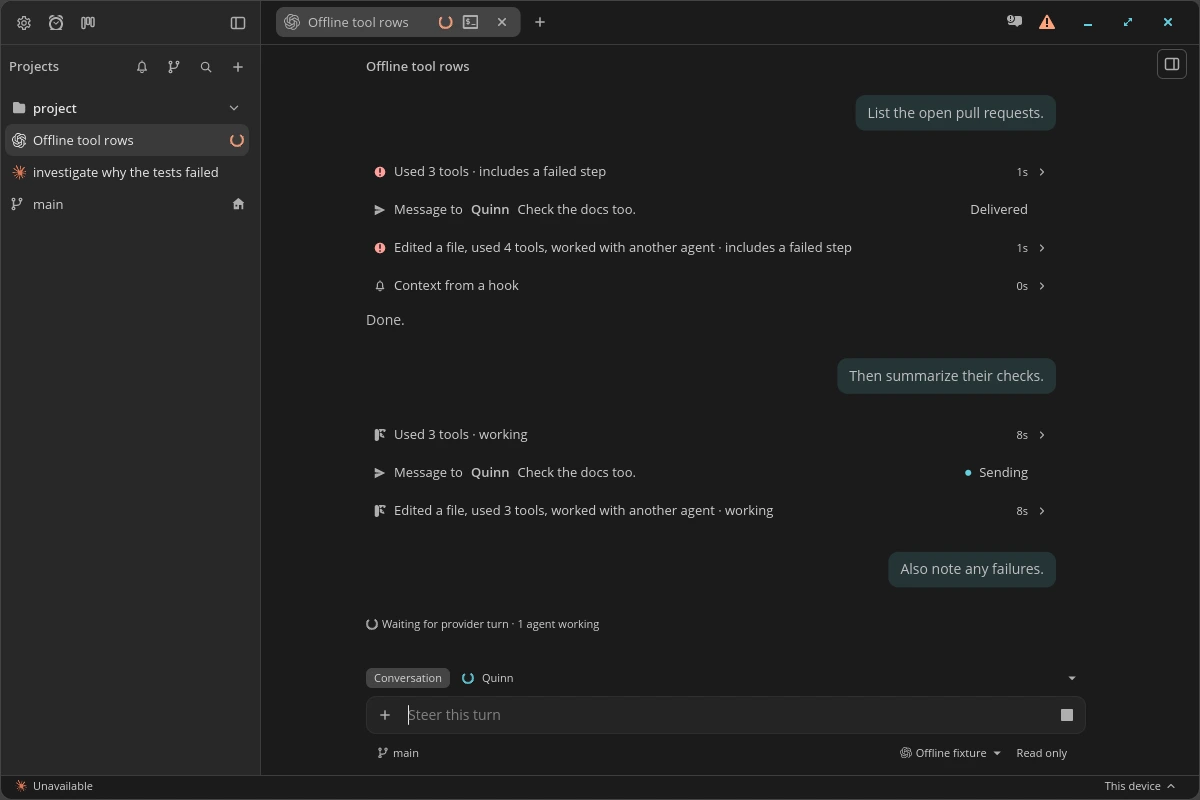 Offline tool rows
Projects
project
Offline tool rows
investigate why the tests failed
main
Offline tool rows
List the open pull requests.
Used 3 tools · includes a failed step 1s
Message to Quinn Check the docs too. Delivered
Edited a file, used 4 tools, worked with another agent · includes a failed step 1s
Context from a hook 0s
Done.
Then summarize their checks.
Used 3 tools · working 8s
Message to Quinn Check the docs too. Sending
Edited a file, used 3 tools, worked with another agent · working 8s
Also note any failures.
Waiting for provider turn · 1 agent working
Conversation Quinn
Steer this turn
main Offline fixture Read only
Unavailable This device